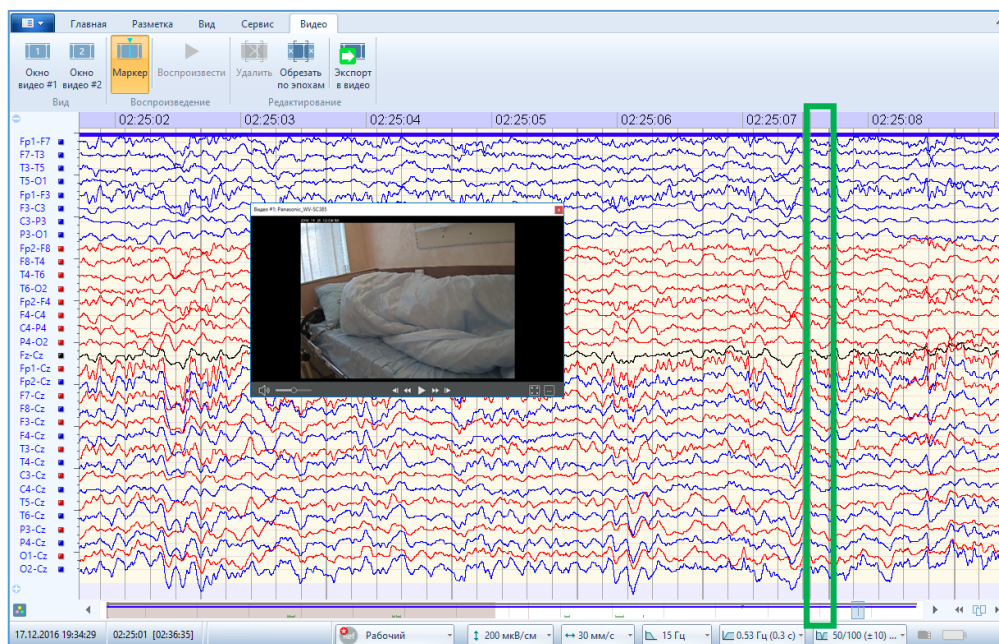 Главная Разметка Вид Сервис Видео
1 2
Окно видео #1
Окно видео #2
Маркер
Воспроизвести
Удалить
Обрезать по эпохам
Экспорт в видео
Вид Воспроизведение Редактирование
02:25:02 02:25:03 02:25:04 02:25:05 02:25:06 02:25:07 02:25:08
Fp1-F7
F7-T3
T3-T5
T5-O1
Fp1-F3
F3-C3
C3-P3
P3-O1
Fp2-F8
F8-T4
T4-T6
T6-O2
Fp2-F4
F4-C4
C4-P4
P4-O2
Fz-Cz
Fp1-Cz
Fp2-Cz
F7-Cz
F8-Cz
F3-Cz
F4-Cz
T3-Cz
T4-Cz
C3-Cz
C4-Cz
T5-Cz
T6-Cz
P3-Cz
P4-Cz
O1-Cz
O2-Cz
Видео #1: Panasonic_WV-SC385
17.12.2016 19:34:29 02:25:01 [02:36:35] Рабочий 200 мкВ/см 30 мм/с 15 Гц 0.53 Гц (0.3 с) 50/100 (±10) ...